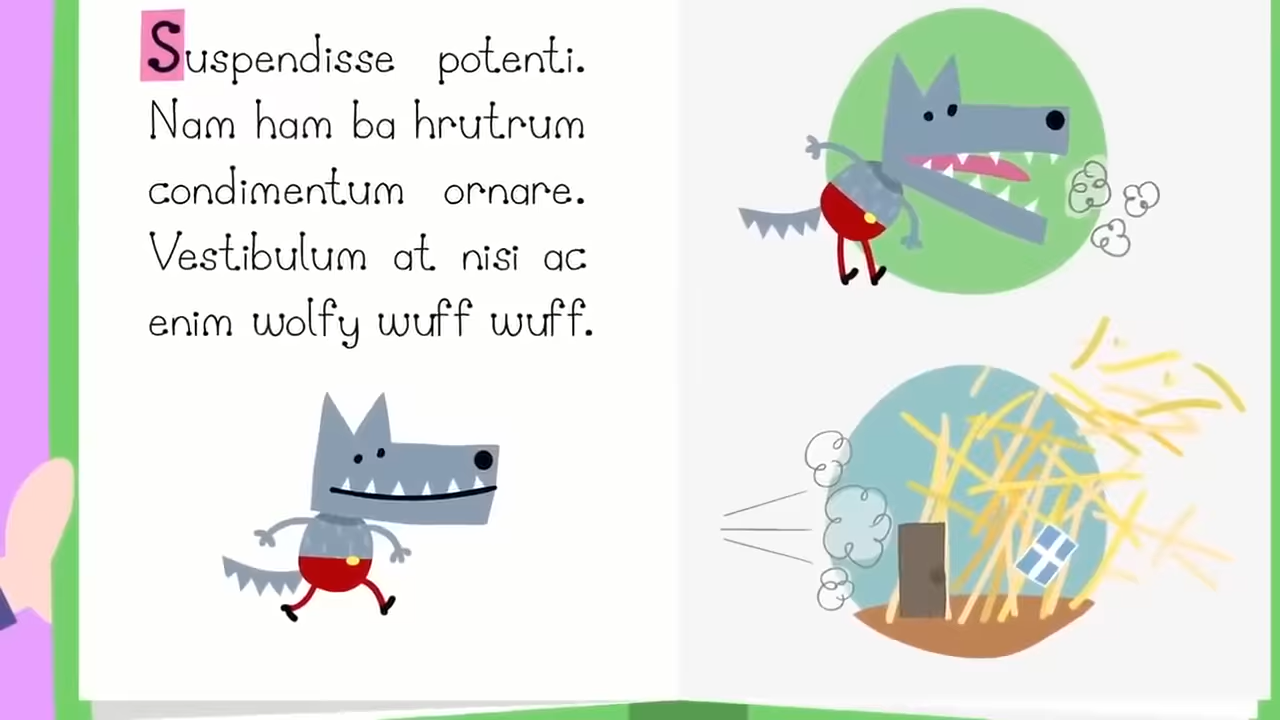 Suspendisse potenti.
Nam ham ba hrutrum
condimentum ornare.
Vestibulum at nisi ac
enim wolfy wuff wuff.